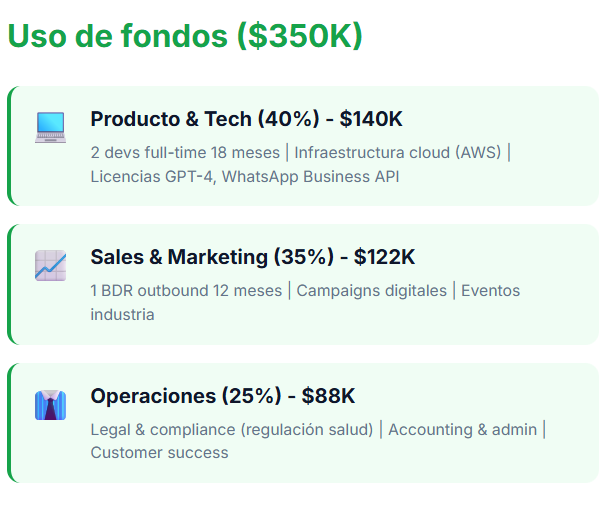 Uso de fondos ($350K)
Producto & Tech (40%) - $140K
2 devs full-time 18 meses | Infraestructura cloud (AWS) |
Licencias GPT-4, WhatsApp Business API
Sales & Marketing (35%) - $122K
1 BDR outbound 12 meses | Campaigns digitales | Eventos
industria
Operaciones (25%) - $88K
Legal & compliance (regulación salud) | Accounting & admin |
Customer success